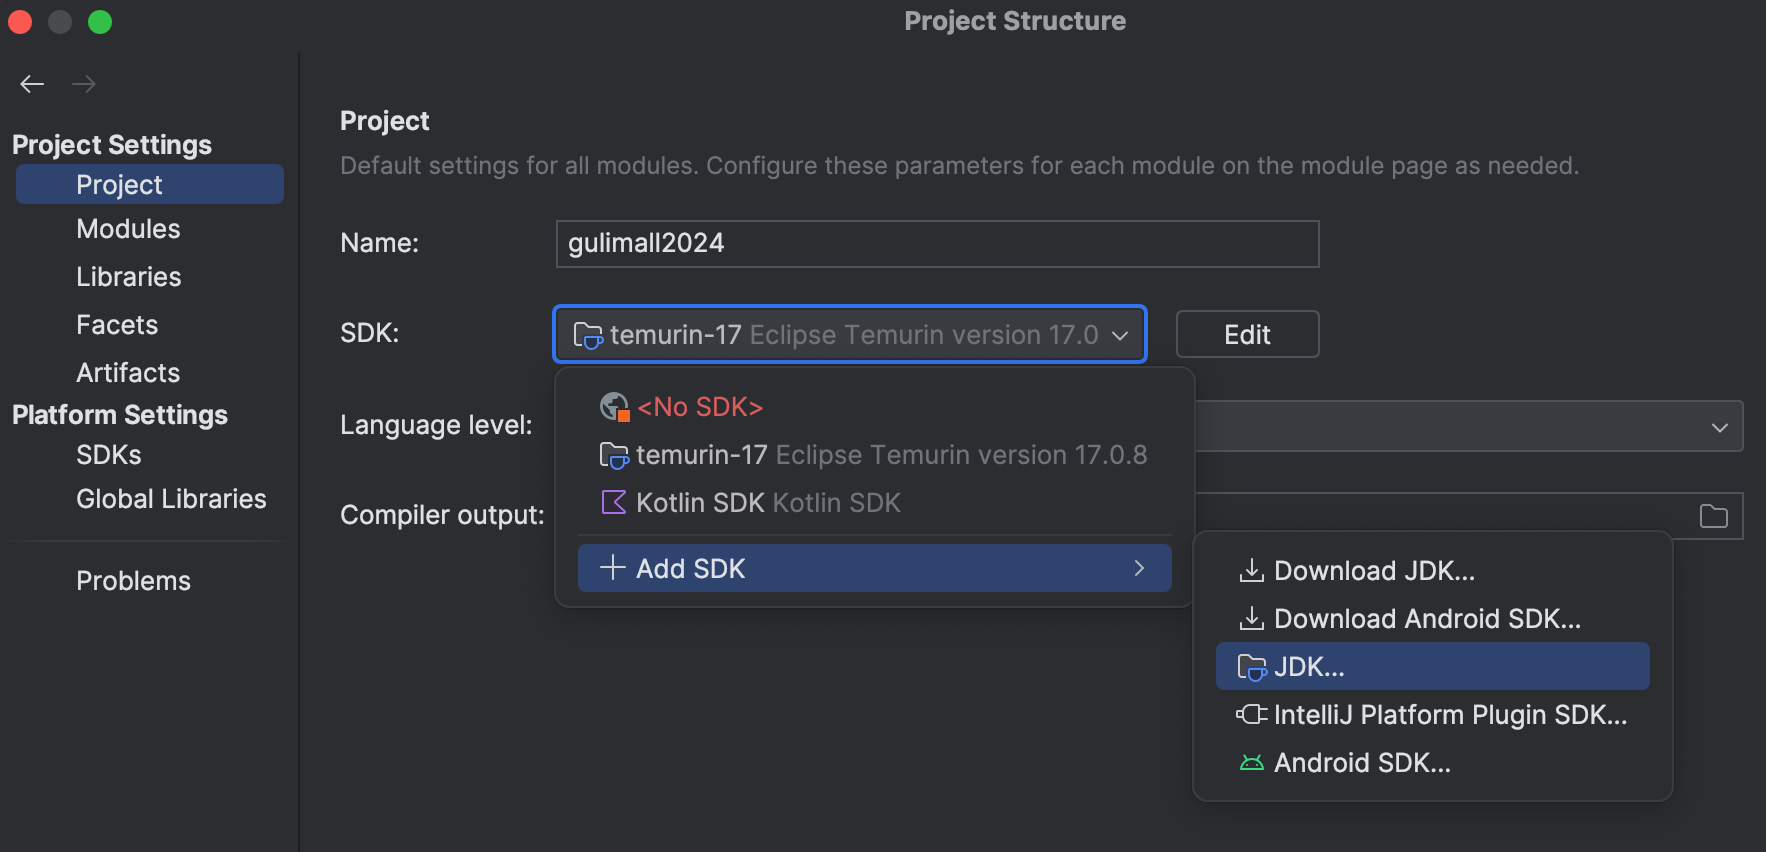 Project Structure
Project Settings
Project
Modules
Libraries
Facets
Artifacts
Platform Settings
SDKs
Global Libraries
Problems
Project
Default settings for all modules. Configure these parameters for each module on the module page as needed.
Name:
gulimall2024
SDK:
temurin-17 Eclipse Temurin version 17.0
Edit
<No SDK>
temurin-17 Eclipse Temurin version 17.0.8
Kotlin SDK Kotlin SDK
Add SDK
Language level:
Compiler output:
Download JDK...
Download Android SDK...
JDK...
IntelliJ Platform Plugin SDK...
Android SDK...